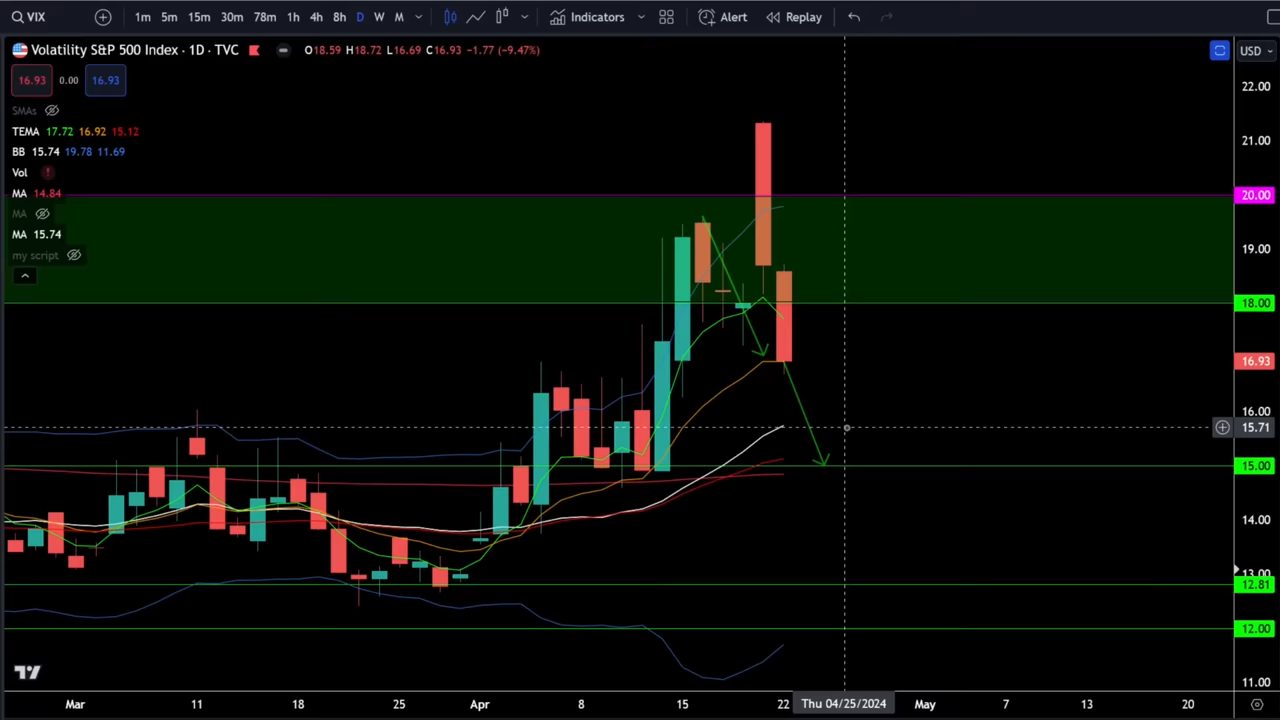 VIX 1m 5m 15m 30m 78m 1h 4h 8h D W M Indicators Alert Replay
Volatility S&P 500 Index · 1D · TVC O18.59 H18.72 L16.69 C16.93 −1.77 (−9.47%) USD
16.93 0.00 16.93
SMAs
TEMA 17.72 16.92 15.12
BB 15.74 19.78 11.69
Vol !
MA 14.84
MA
MA 15.74
my script
22.00
21.00
20.00
19.00
18.00
16.93
16.00
15.71
15.00
14.00
13.00
12.81
12.00
11.00
Mar 11 18 25 Apr 8 15 22 Thu 04/25/2024 May 7 13 20